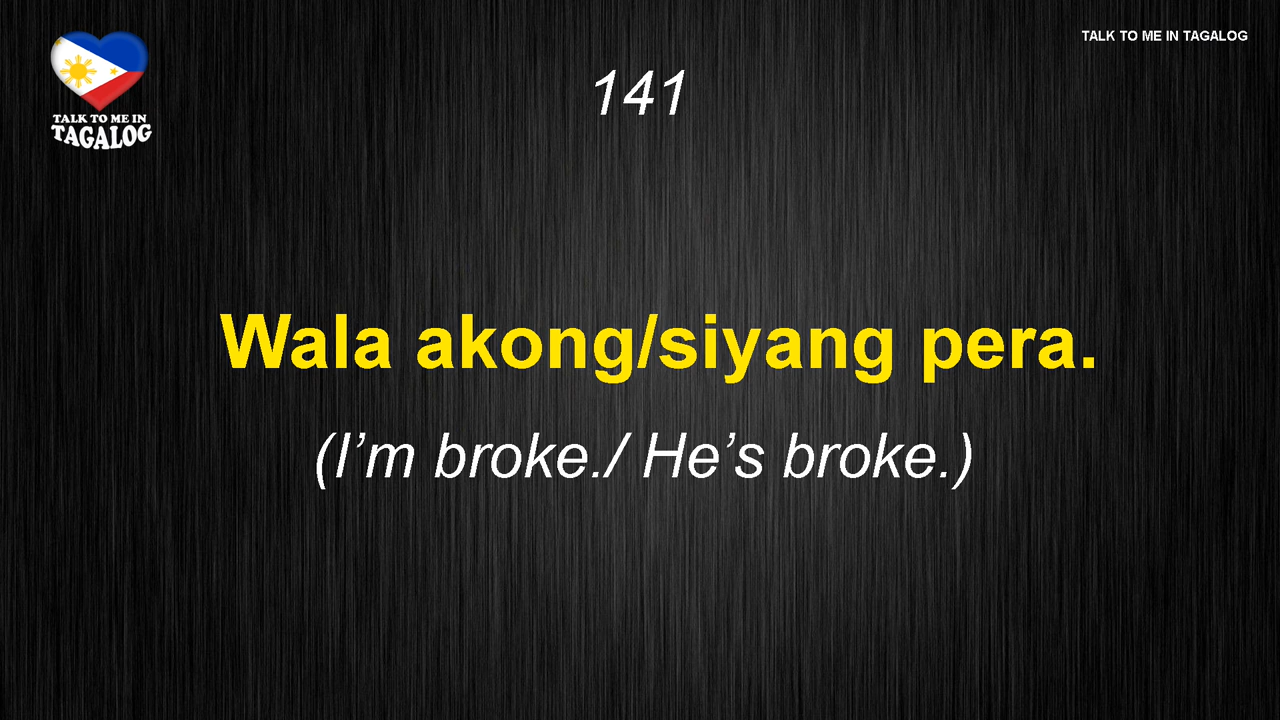 TALK TO ME IN TAGALOG
TALK TO ME IN
TAGALOG
141
Wala akong/siyang pera.
(I’m broke./ He’s broke.)